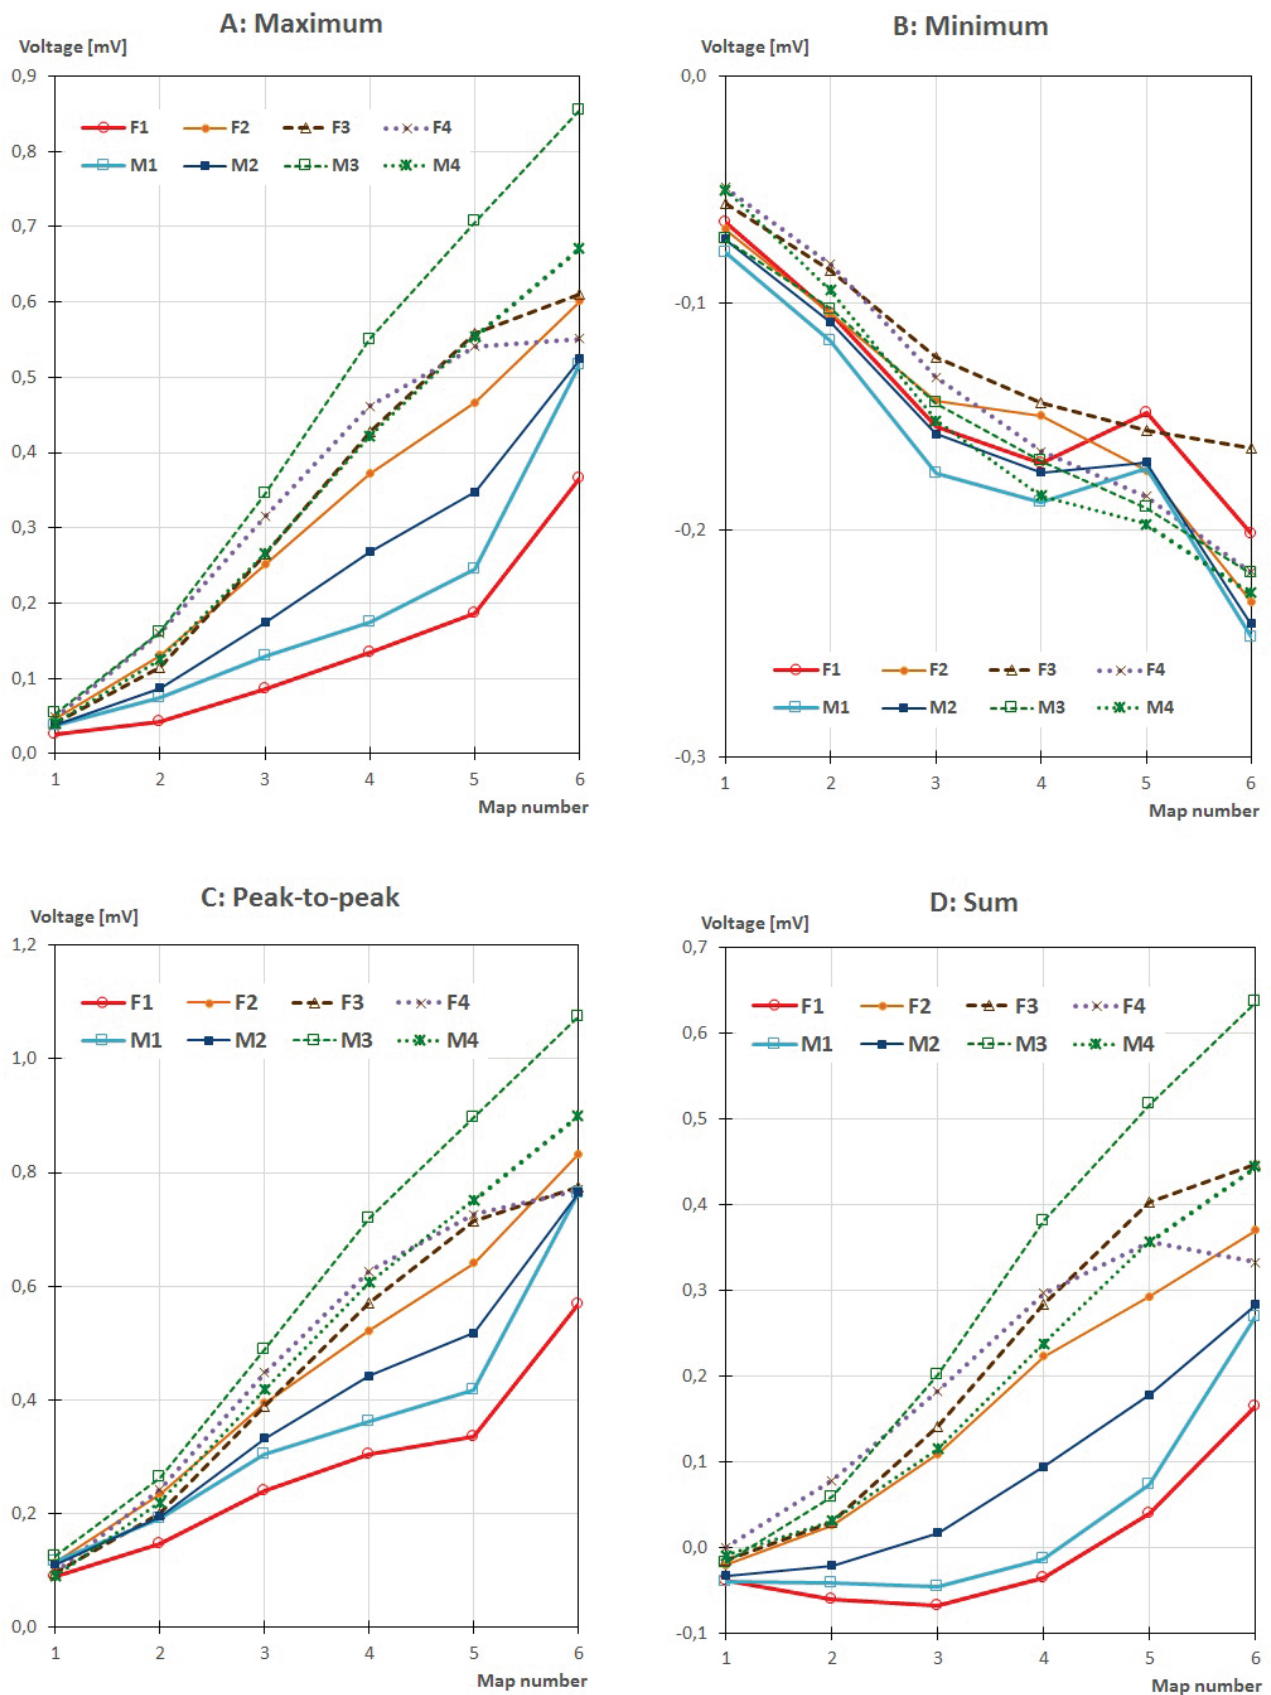 A: Maximum
Voltage [mV]
0,9
0,8
0,7
0,6
0,5
0,4
0,3
0,2
0,1
0,0
F1 F2 F3 F4
M1 M2 M3 M4
1 2 3 4 5 6
Map number
B: Minimum
Voltage [mV]
0,0
-0,1
-0,2
-0,3
F1 F2 F3 F4
M1 M2 M3 M4
1 2 3 4 5 6
Map number
C: Peak-to-peak
Voltage [mV]
1,2
1,0
0,8
0,6
0,4
0,2
0,0
F1 F2 F3 F4
M1 M2 M3 M4
1 2 3 4 5 6
Map number
D: Sum
Voltage [mV]
0,7
0,6
0,5
0,4
0,3
0,2
0,1
0,0
-0,1
F1 F2 F3 F4
M1 M2 M3 M4
1 2 3 4 5 6
Map number